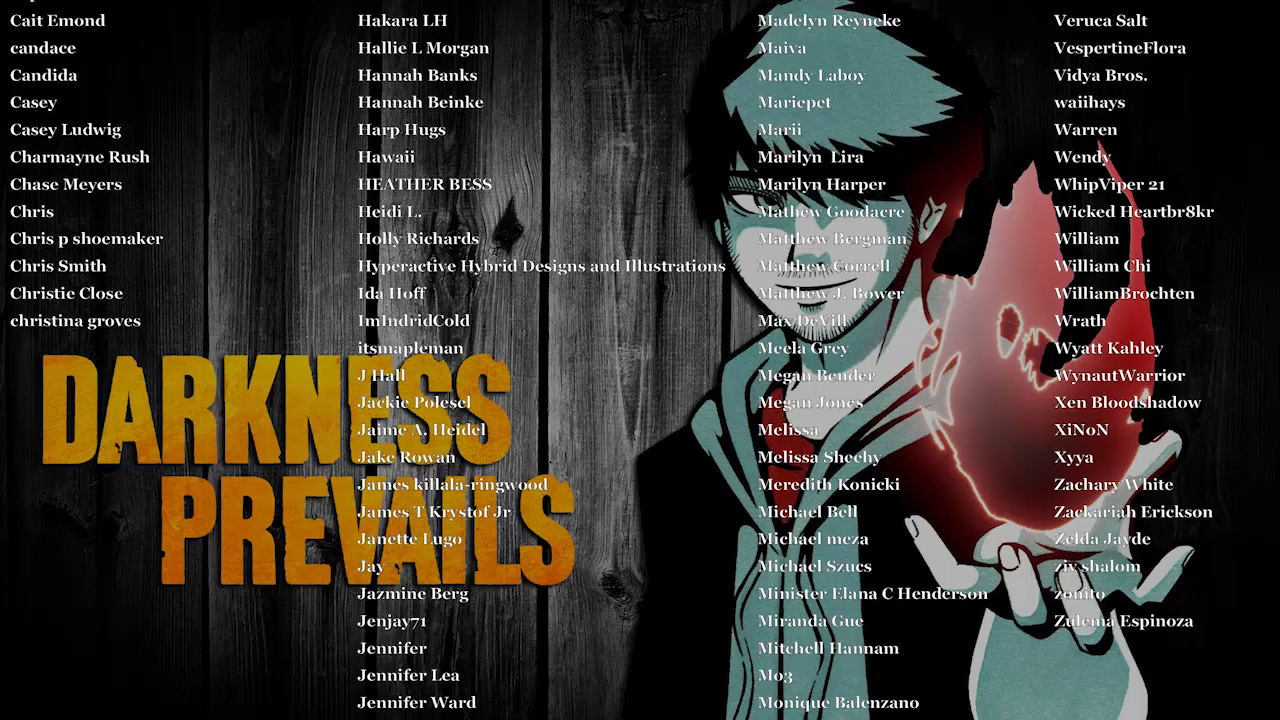 Cait Emond
candace
Candida
Casey
Casey Ludwig
Charmayne Rush
Chase Meyers
Chris
Chris p shoemaker
Chris Smith
Christie Close
christina groves
DARKNESS
PREVAILS
Hakara LH
Hallie L Morgan
Hannah Banks
Hannah Beinke
Harp Hugs
Hawaii
HEATHER BESS
Heidi L.
Holly Richards
Hyperactive Hybrid Designs and Illustrations
Ida Hoff
ImIndridCold
itsmapleman
J Hall
Jackie Polesel
Jaime A. Heidel
Jake Rowan
James killala-ringwood
James T Krystof Jr
Janette Lugo
Jay
Jazmine Berg
Jenjay71
Jennifer
Jennifer Lea
Jennifer Ward
Madelyn Reyneke
Maiva
Mandy Laboy
Mariepet
Marii
Marilyn Lira
Marilyn Harper
Mathew Goodacre
Matthew Bergman
Matthew Correll
Matthew J. Bower
Max DeVill
Meela Grey
Megan Bender
Megan Jones
Melissa
Melissa Sheehy
Meredith Konicki
Michael Bell
Michael meza
Michael Szucs
Minister Elana C Henderson
Miranda Gue
Mitchell Hannam
Mo3
Monique Balenzano
Veruca Salt
VespertineFlora
Vidya Bros.
waiihays
Warren
Wendy
WhipViper 21
Wicked Heartbr8kr
William
William Chi
WilliamBrochten
Wrath
Wyatt Kahley
WynautWarrior
Xen Bloodshadow
XiNoN
Xyya
Zachary White
Zackariah Erickson
Zelda Jayde
ziv shalom
zonito
Zulema Espinoza